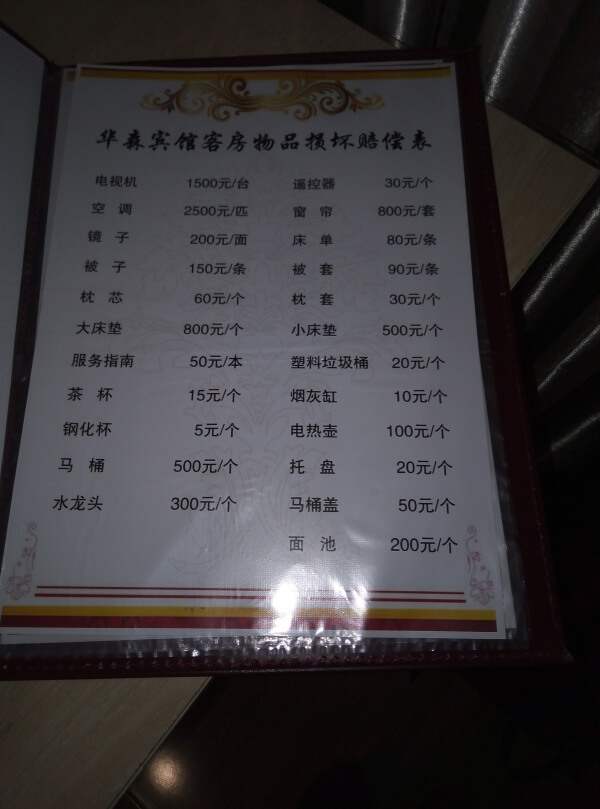 华森宾馆客房物品损坏赔偿表
电视机 1500元/台 遥控器 30元/个
空调 2500元/匹 窗帘 800元/套
镜子 200元/面 床单 80元/条
被子 150元/条 被套 90元/条
枕芯 60元/个 枕套 30元/个
大床垫 800元/个 小床垫 500元/个
服务指南 50元/本 塑料垃圾桶 20元/个
茶杯 15元/个 烟灰缸 10元/个
钢化杯 5元/个 电热壶 100元/个
马桶 500元/个 托盘 20元/个
水龙头 300元/个 马桶盖 50元/个
面池 200元/个